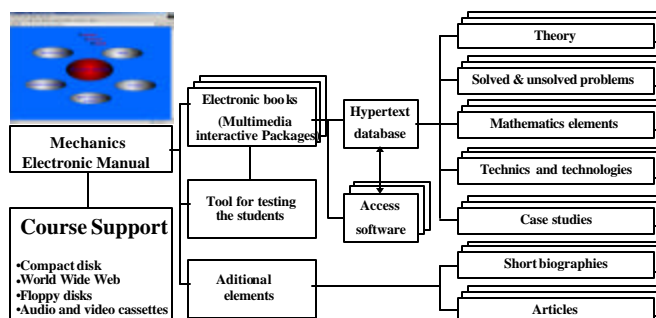 Mechanics
Electronic Manual
Course Support
•Compact disk
•World Wide Web
•Floppy disks
•Audio and video cassettes
Electronic books
(Multimedia
interactive Packages)
Tool for testing
the students
Aditional
elements
Hypertext
database
Access
software
Theory
Solved & unsolved problems
Mathematics elements
Technics and technologies
Case studies
Short biographies
Articles